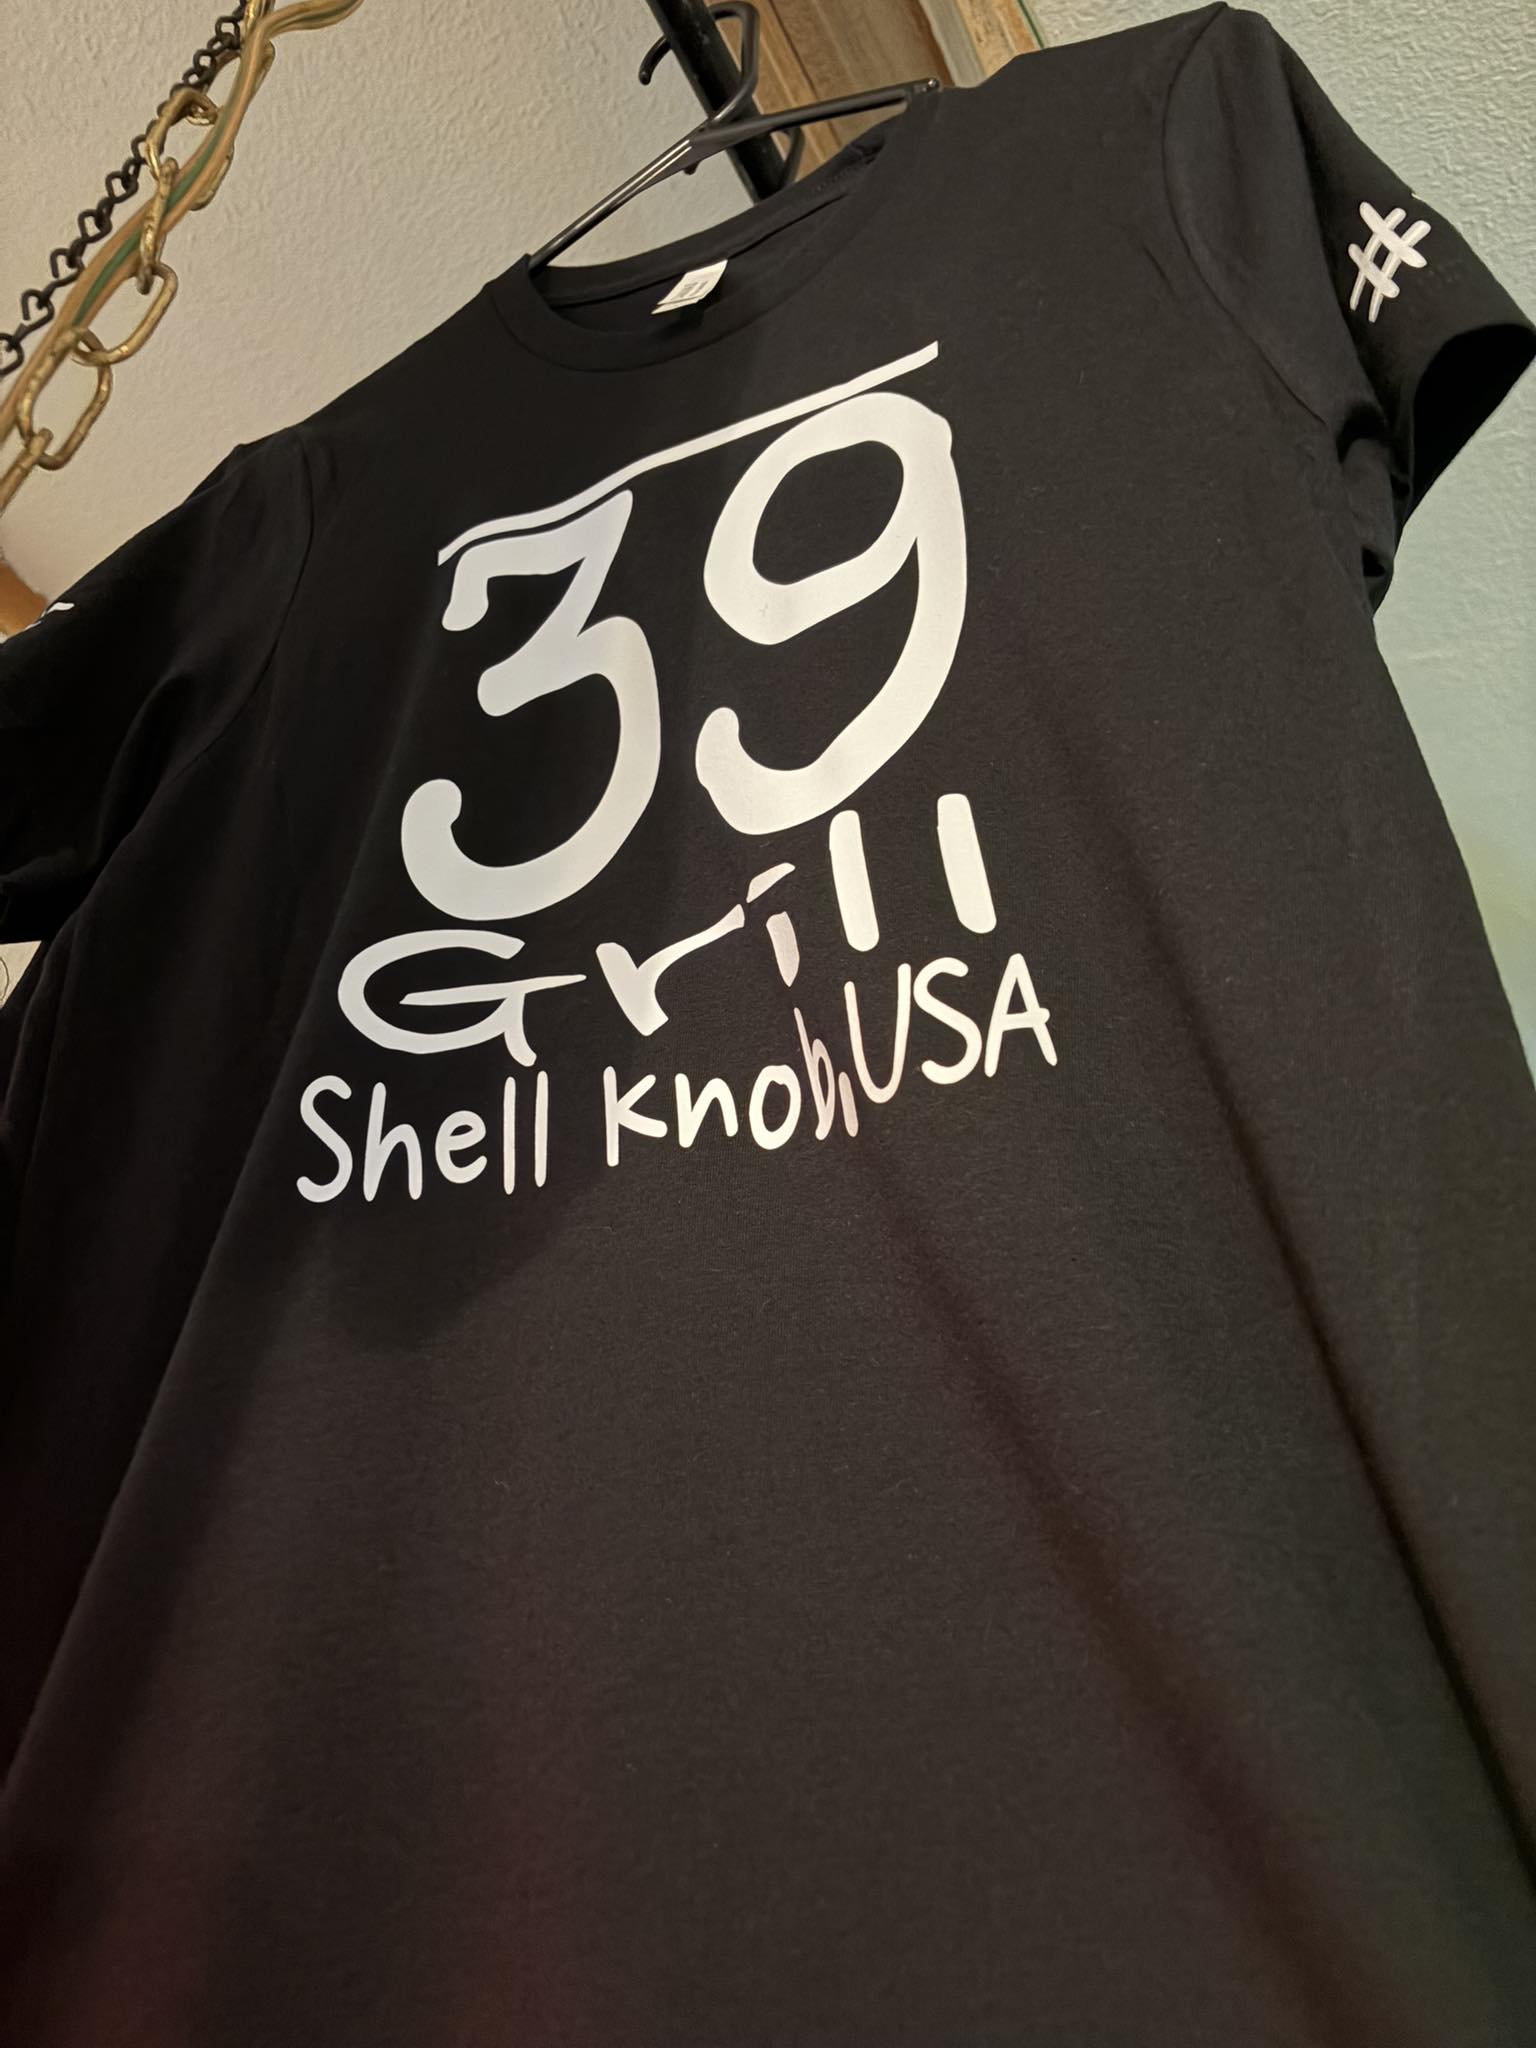 #
39
Grill
Shell Knob, USA